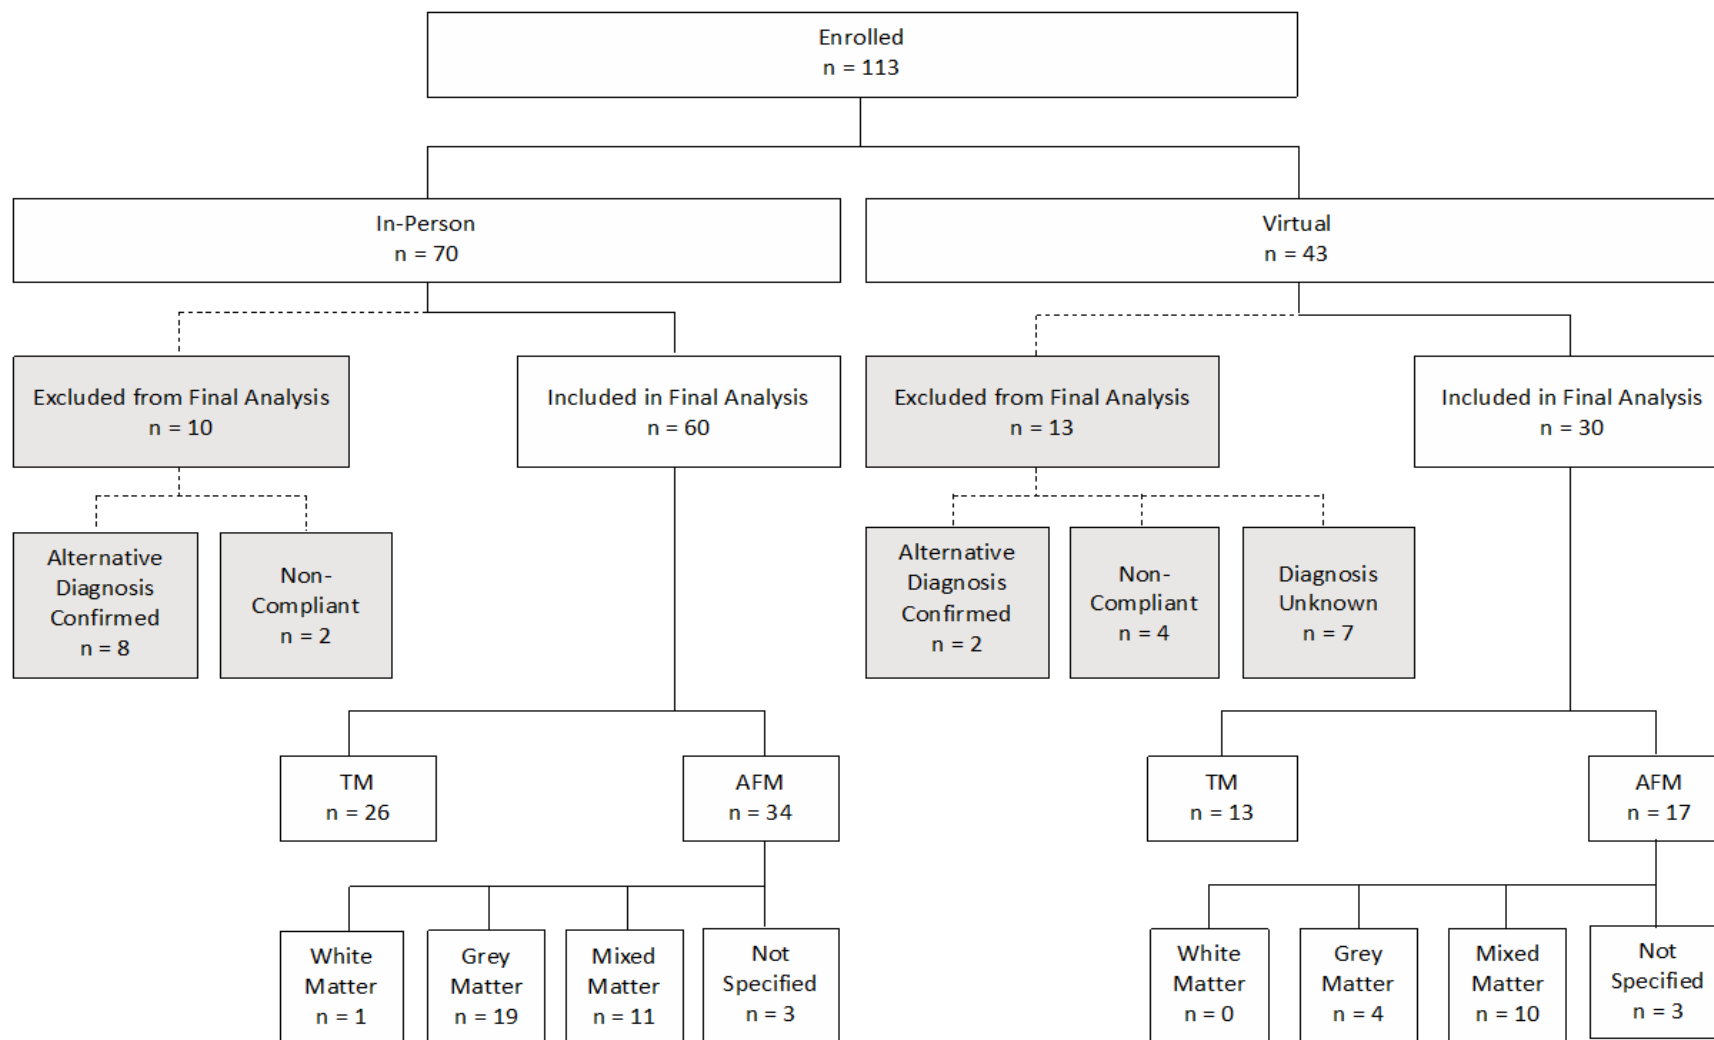 Enrolled
n = 113
In-Person
n = 70
Virtual
n = 43
Excluded from Final Analysis
n = 10
Included in Final Analysis
n = 60
Excluded from Final Analysis
n = 13
Included in Final Analysis
n = 30
Alternative
Diagnosis
Confirmed
n = 8
Non-
Compliant
n = 2
Alternative
Diagnosis
Confirmed
n = 2
Non-
Compliant
n = 4
Diagnosis
Unknown
n = 7
TM
n = 26
AFM
n = 34
TM
n = 13
AFM
n = 17
White
Matter
n = 1
Grey
Matter
n = 19
Mixed
Matter
n = 11
Not
Specified
n = 3
White
Matter
n = 0
Grey
Matter
n = 4
Mixed
Matter
n = 10
Not
Specified
n = 3